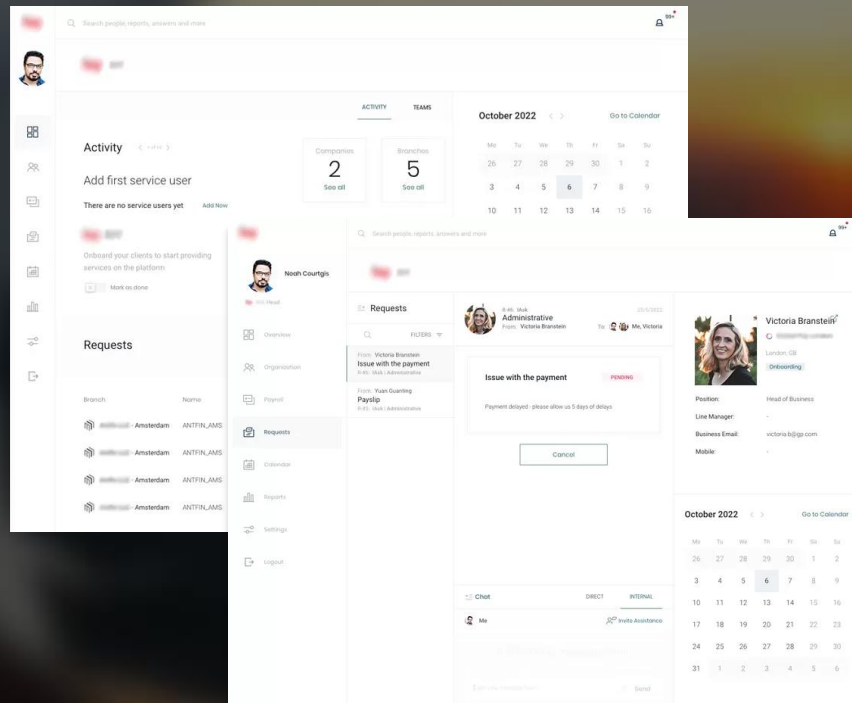 Search people, reports, answers and more
99+
ACTIVITY
TEAMS
Activity
Add first service user
There are no service users yet
Add Now
Onboard your clients to start providing
services on the platform
Mark as done
Companies
2
See all
Branches
5
See all
October 2022
Go to Calendar
Mo Tu We Th Fr Sa Su
26 27 28 29 30 1 2
3 4 5 6 7 8 9
10 11 12 13 14 15 16
Requests
Branch
Name
- Amsterdam
ANTFIN_AMS
- Amsterdam
ANTFIN_AMS
- Amsterdam
ANTFIN_AMS
- Amsterdam
ANTFIN_AMS
Search people, reports, answers and more
99+
Noah Courtgis
Head
Overview
Organization
Payroll
Requests
Calendar
Reports
Settings
Logout
Requests
FILTERS
From: Victoria Branstein
Issue with the payment
Administrative
From: Yuan Guanting
Payslip
Administrative
Administrative
From: Victoria Branstein
To:
Me, Victoria
Issue with the payment
PENDING
Payment delayed - please allow us 5 days of delays
Cancel
Chat
DIRECT
INTERNAL
Me
Invite Assistance
Send
Victoria Branstein
London, GB
Onboarding
Position:
Head of Business
Line Manager:
-
Business Email:
victoria.b@gp.com
Mobile:
-
October 2022
Go to Calendar
Mo Tu We Th Fr Sa Su
26 27 28 29 30 1 2
3 4 5 6 7 8 9
10 11 12 13 14 15 16
17 18 19 20 21 22 23
24 25 26 27 28 29 30
31 1 2 3 4 5 6